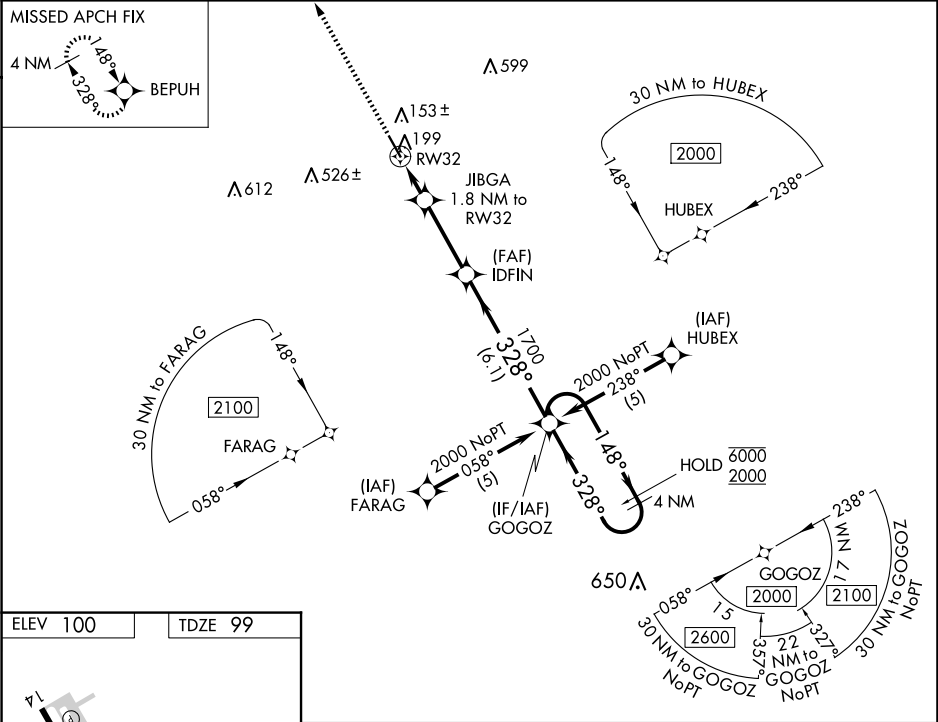 MISSED APCH FIX
4 NM
148°
328°
BEPUH
599
153 ±
199
RW32
612
526 ±
JIBGA
1.8 NM to
RW32
30 NM to HUBEX
2000
148°
238°
HUBEX
(FAF)
IDFIN
1700
328°
(6.1)
(IAF)
HUBEX
2000 NoPT
238°
(5)
30 NM to FARAG
148°
2100
FARAG
058°
2000 NoPT
058°
(5)
(IAF)
FARAG
(IF/IAF)
GOGOZ
148°
328°
HOLD
6000
2000
4 NM
650
238°
058°
GOGOZ
17 NM
2000
2100
15
2600
30 NM to GOGOZ
NoPT
357°
327°
22
NM to
GOGOZ
NoPT
30 NM to GOGOZ
NoPT
ELEV 100
TDZE 99
14
A